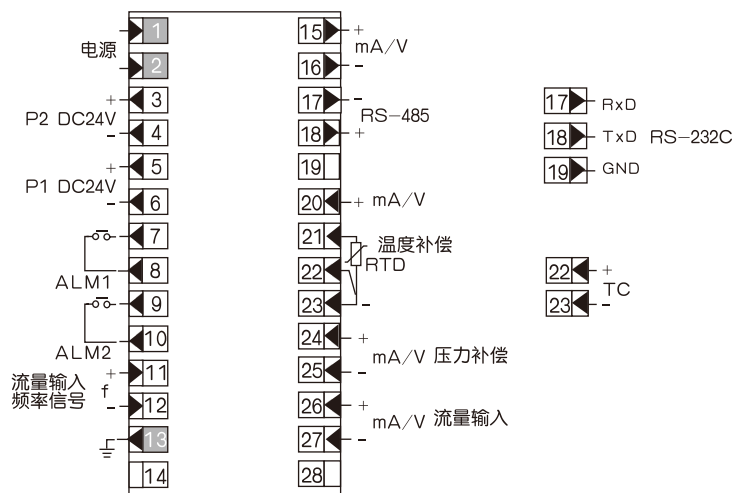 电源
1
2
P2 DC24V
+
3
-
4
P1 DC24V
+
5
-
6
7
8
ALM1
9
10
ALM2
流量输入
频率信号
f
+
11
-
12
13
14
15
+
mA/V
16
-
17
-
RS-485
18
+
19
20
+ mA/V
21
温度补偿
22
RTD
23
-
24
+
mA/V 压力补偿
25
-
26
+
mA/V 流量输入
27
-
28
17
RxD
18
TxD RS-232C
19
GND
22
+
TC
23
-